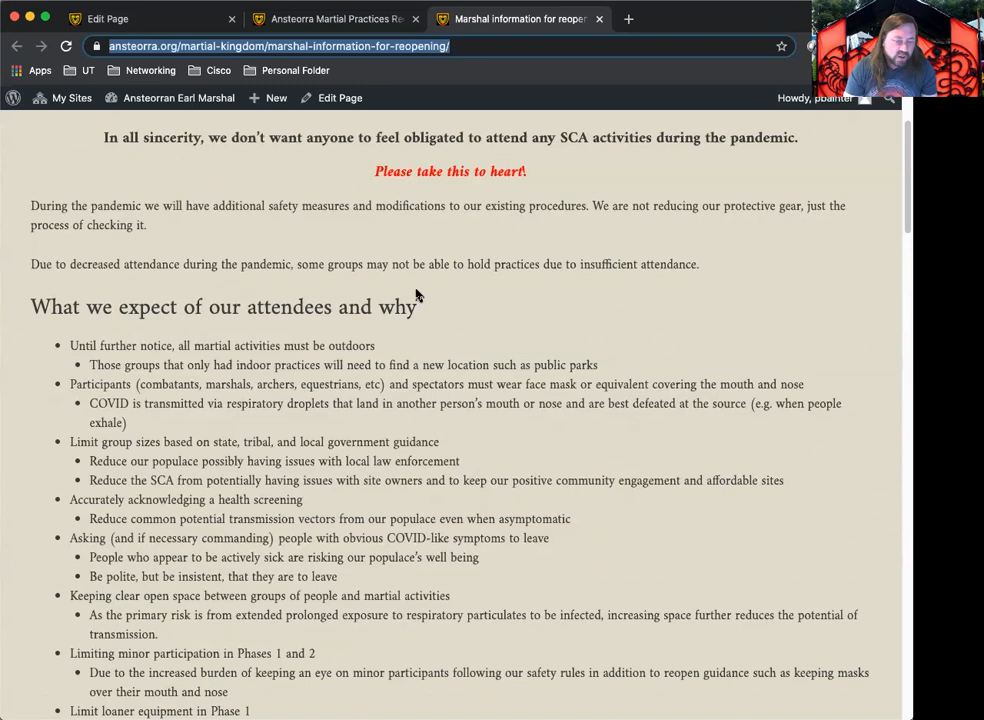 Edit Page
Ansteorra Martial Practices Re
Marshal information for reoper
ansteorra.org/martial-kingdom/marshal-information-for-reopening/
Apps UT Networking Cisco Personal Folder
My Sites Ansteorran Earl Marshal New Edit Page Howdy, pbainter
In all sincerity, we don't want anyone to feel obligated to attend any SCA activities during the pandemic.
Please take this to heart!
During the pandemic we will have additional safety measures and modifications to our existing procedures. We are not reducing our protective gear, just the
process of checking it.
Due to decreased attendance during the pandemic, some groups may not be able to hold practices due to insufficient attendance.
What we expect of our attendees and why
Until further notice, all martial activities must be outdoors
Those groups that only had indoor practices will need to find a new location such as public parks
Participants (combatants, marshals, archers, equestrians, etc) and spectators must wear face mask or equivalent covering the mouth and nose
COVID is transmitted via respiratory droplets that land in another person's mouth or nose and are best defeated at the source (e.g. when people
exhale)
Limit group sizes based on state, tribal, and local government guidance
Reduce our populace possibly having issues with local law enforcement
Reduce the SCA from potentially having issues with site owners and to keep our positive community engagement and affordable sites
Accurately acknowledging a health screening
Reduce common potential transmission vectors from our populace even when asymptomatic
Asking (and if necessary commanding) people with obvious COVID-like symptoms to leave
People who appear to be actively sick are risking our populace's well being
Be polite, but be insistent, that they are to leave
Keeping clear open space between groups of people and martial activities
As the primary risk is from extended prolonged exposure to respiratory particulates to be infected, increasing space further reduces the potential of
transmission.
Limiting minor participation in Phases 1 and 2
Due to the increased burden of keeping an eye on minor participants following our safety rules in addition to reopen guidance such as keeping masks
over their mouth and nose
Limit loaner equipment in Phase 1